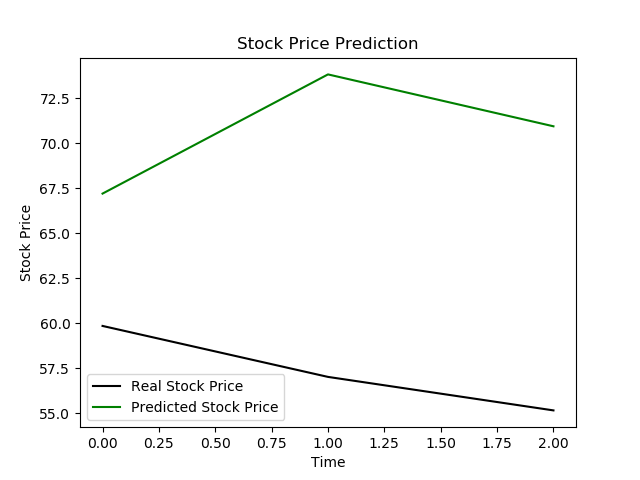 Stock Price Prediction
72.5
70.0
67.5
65.0
62.5
60.0
57.5
55.0
Stock Price
Real Stock Price
Predicted Stock Price
0.00 0.25 0.50 0.75 1.00 1.25 1.50 1.75 2.00
Time